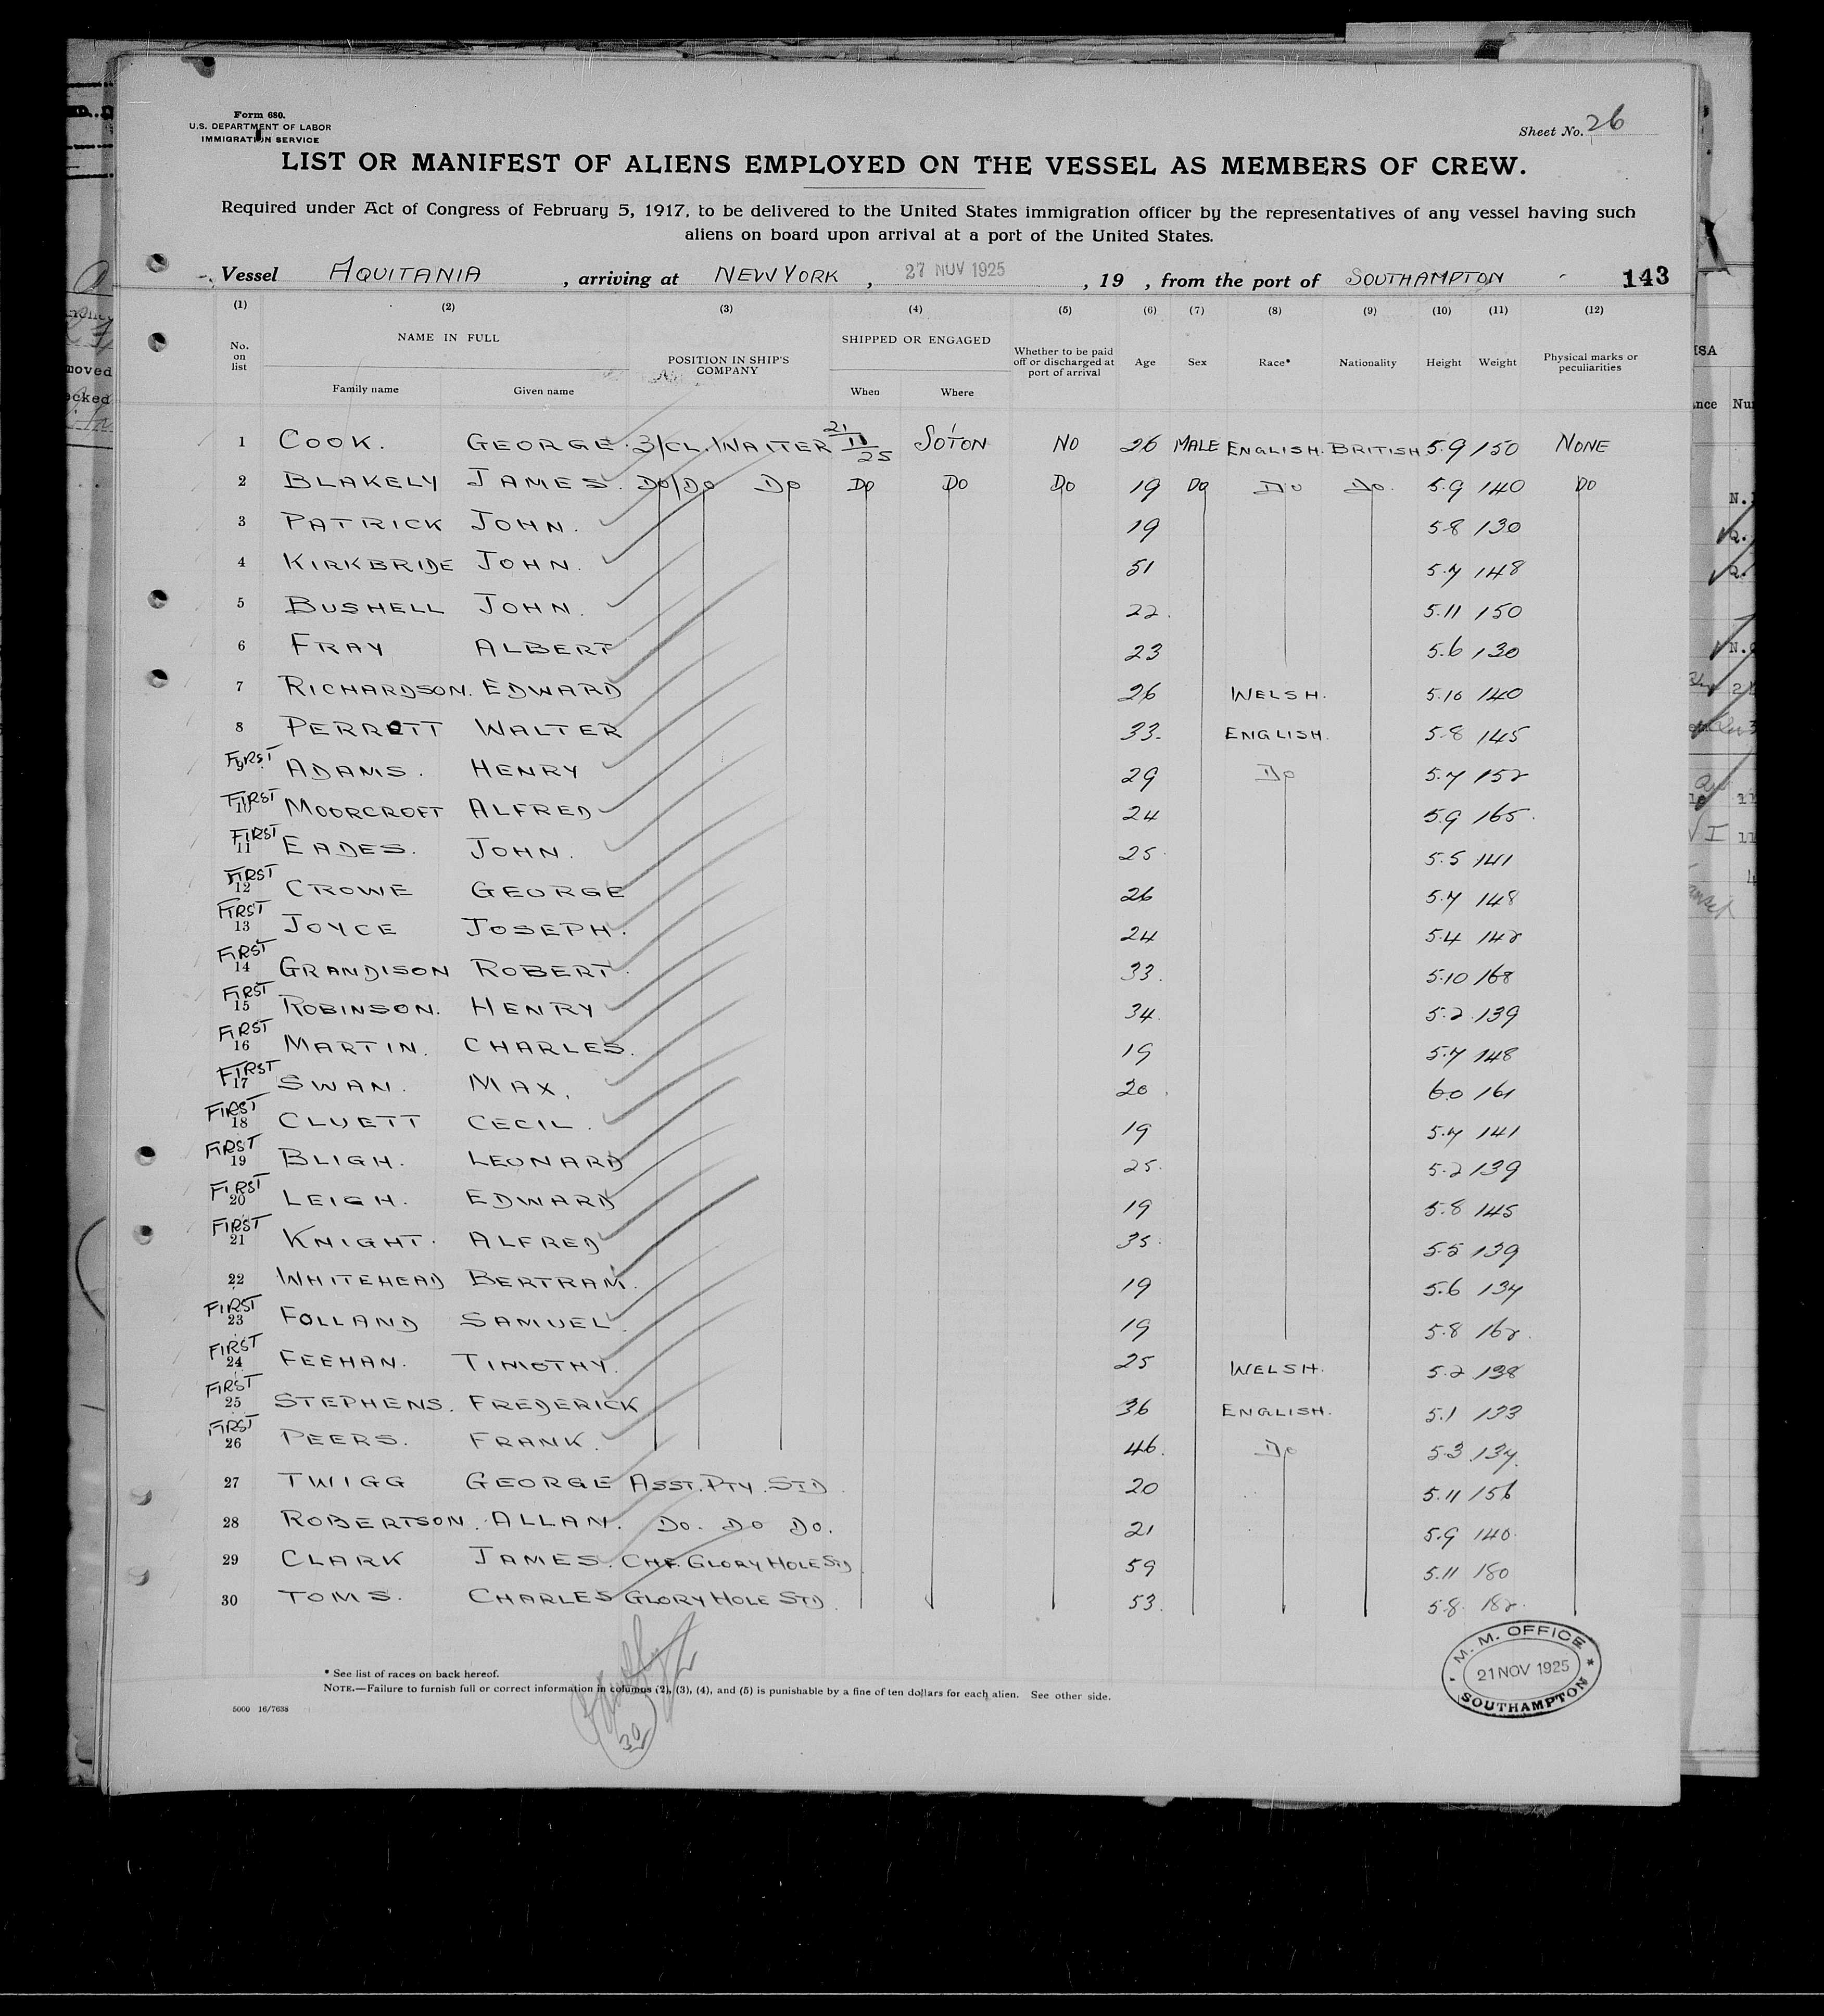 Form 680.
U.S. DEPARTMENT OF LABOR
IMMIGRATION SERVICE
Sheet No. 26
LIST OR MANIFEST OF ALIENS EMPLOYED ON THE VESSEL AS MEMBERS OF CREW.
Required under Act of Congress of February 5, 1917, to be delivered to the United States immigration officer by the representatives of any vessel having such
aliens on board upon arrival at a port of the United States.
Vessel AQUITANIA, arriving at NEW YORK, 27 NOV 1925, 19 , from the port of SOUTHAMPTON 143
(1) (2) (3) (4) (5) (6) (7) (8) (9) (10) (11) (12)
No. on list NAME IN FULL Family name Given name POSITION IN SHIP'S COMPANY SHIPPED OR ENGAGED When Where Whether to be paid off or discharged at port of arrival Age Sex Race* Nationality Height Weight Physical marks or peculiarities
1 COOK. GEORGE. 3/CL. WAITER 21/11/25 SO'TON NO 26 MALE ENGLISH. BRITISH 5.9 150 NONE
2 BLAKELY JAMES. DO/DO DO DO DO DO 19 DO DO DO. 5.9 140 DO
3 PATRICK JOHN. 19 5.8 130
4 KIRKBRIDE JOHN. 51 5.7 148
5 BUSHELL JOHN. 22. 5.11 150
6 FRAY ALBERT 23 5.6 130
7 RICHARDSON. EDWARD 26 WELSH. 5.10 140
8 PERROTT WALTER 33. ENGLISH. 5.8 145
FIRST 9 ADAMS. HENRY 29 DO 5.7 152
FIRST 10 MOORCROFT ALFRED 24 5.9 165.
FIRST 11 EADES. JOHN. 25 5.5 141
FIRST 12 CROWE GEORGE 26 5.7 148
FIRST 13 JOYCE JOSEPH. 24 5.4 142
FIRST 14 GRANDISON ROBERT. 33. 5.10 168
FIRST 15 ROBINSON. HENRY 34. 5.2 139
FIRST 16 MARTIN. CHARLES. 19 5.7 148
FIRST 17 SWAN. MAX. 20. 6.0 161
FIRST 18 CLUETT CECIL. 19 5.7 141
FIRST 19 BLIGH. LEONARD 25. 5.2 139
FIRST 20 LEIGH. EDWARD 19 5.8 145
FIRST 21 KNIGHT. ALFRED 35. 5.5 139
22 WHITEHEAD BERTRAM. 19 5.6 134
FIRST 23 FOLLAND SAMUEL. 19 5.8 162.
FIRST 24 FEEHAN. TIMOTHY. 25 WELSH. 5.2 138
FIRST 25 STEPHENS. FREDERICK 36 ENGLISH. 5.1 133
FIRST 26 PEERS. FRANK. 46. DO 5.3 134.
27 TWIGG GEORGE ASST. PTY. STD. 20 5.11 156
28 ROBERTSON. ALLAN. DO. DO DO. 21 5.9 140
29 CLARK JAMES. CHF. GLORY HOLE STD. 59 5.11 180
30 TOMS. CHARLES GLORY HOLE STD. 53. 5.8. 182.
* See list of races on back hereof.
NOTE.—Failure to furnish full or correct information in columns (2), (3), (4), and (5) is punishable by a fine of ten dollars for each alien. See other side.
5000 16/7638
30
M. M. OFFICE
21 NOV 1925
SOUTHAMPTON